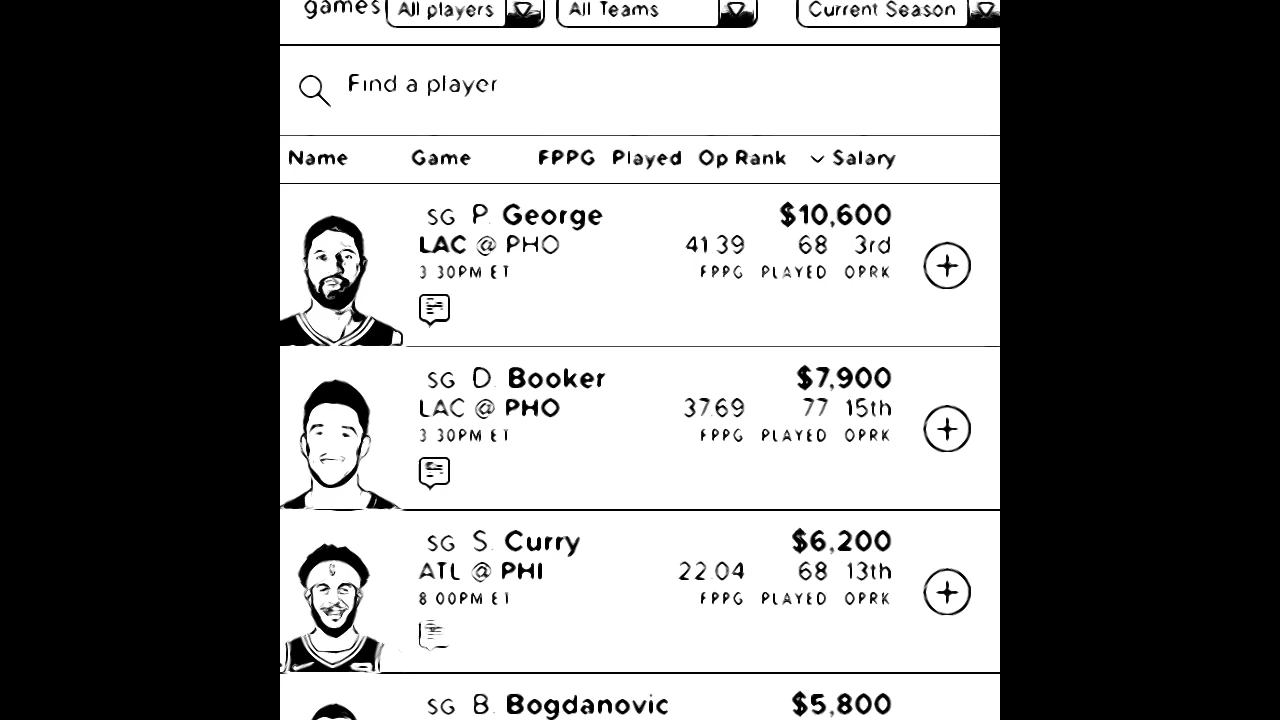 games All players All Teams Current Season
Find a player
Name Game FPPG Played Op Rank Salary
SG P. George $10,600
LAC @ PHO 41.39 68 3rd
3:30PM ET FPPG PLAYED OPRK
SG D. Booker $7,900
LAC @ PHO 37.69 77 15th
3:30PM ET FPPG PLAYED OPRK
SG S. Curry $6,200
ATL @ PHI 22.04 68 13th
8:00PM ET FPPG PLAYED OPRK
SG B. Bogdanovic $5,800